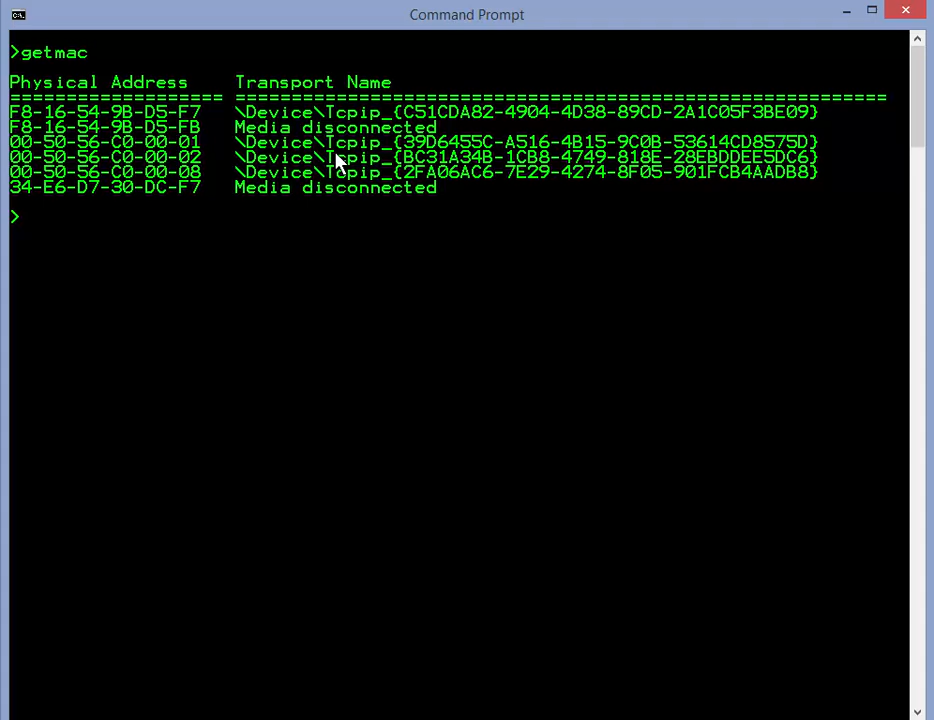 Command Prompt
>getmac
Physical Address    Transport Name
=================== ==========================================================
F8-16-54-9B-D5-F7   \Device\Tcpip_{C51CDA82-4904-4D38-89CD-2A1C05F3BE09}
F8-16-54-9B-D5-FB   Media disconnected
00-50-56-C0-00-01   \Device\Tcpip_{39D6455C-A516-4B15-9C0B-53614CD8575D}
00-50-56-C0-00-02   \Device\Tcpip_{BC31A34B-1CB8-4749-818E-28EBDDEE5DC6}
00-50-56-C0-00-08   \Device\Tcpip_{2FA06AC6-7E29-4274-8F05-901FCB4AADB8}
34-E6-D7-30-DC-F7   Media disconnected
>